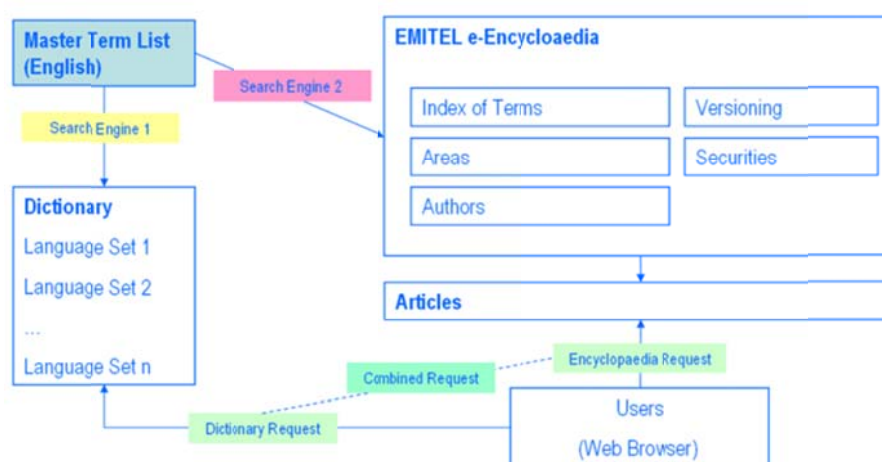 Master Term List
(English)
Search Engine 1
Search Engine 2
EMITEL e-Encycloaedia
Index of Terms
Versioning
Areas
Securities
Authors
Dictionary
Language Set 1
Language Set 2
...
Language Set n
Articles
Encyclopaedia Request
Combined Request
Dictionary Request
Users
(Web Browser)